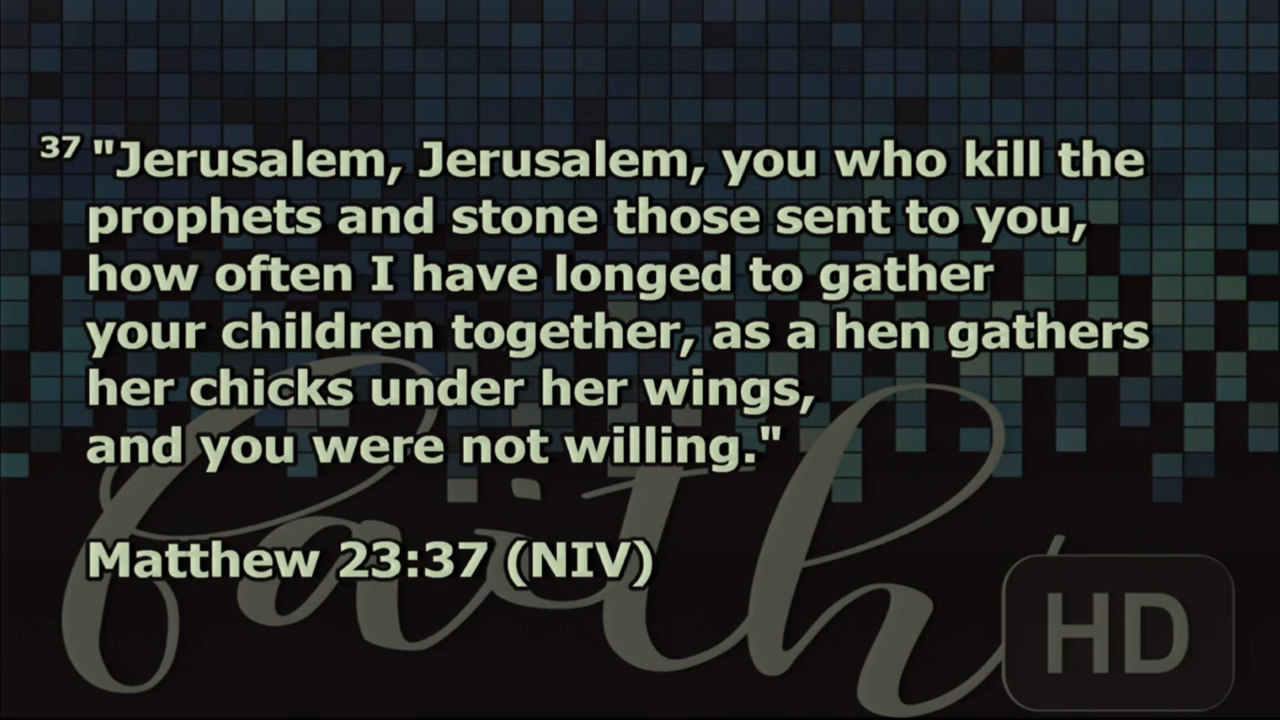 37 "Jerusalem, Jerusalem, you who kill the
prophets and stone those sent to you,
how often I have longed to gather
your children together, as a hen gathers
her chicks under her wings,
and you were not willing."
Matthew 23:37 (NIV)
faith
HD